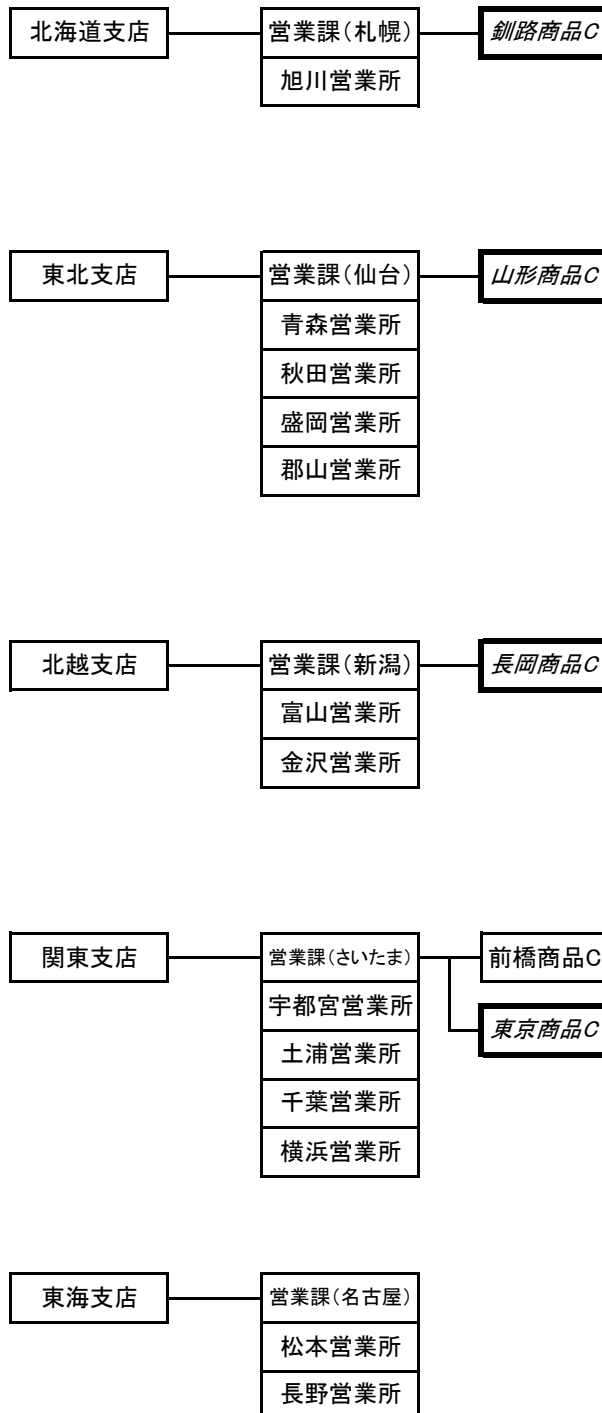 北海道支店 営業課(札幌) 釧路商品C
旭川営業所
東北支店 営業課(仙台) 山形商品C
青森営業所
秋田営業所
盛岡営業所
郡山営業所
北越支店 営業課(新潟) 長岡商品C
富山営業所
金沢営業所
関東支店 営業課(さいたま) 前橋商品C
宇都宮営業所
東京商品C
土浦営業所
千葉営業所
横浜営業所
東海支店 営業課(名古屋)
松本営業所
長野営業所